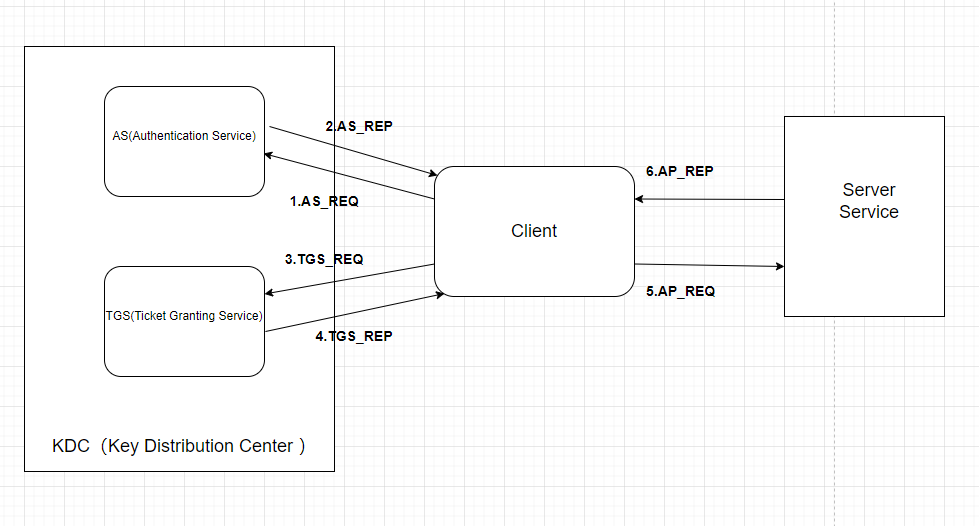 AS(Authentication Service)
2.AS_REP
1.AS_REQ
3.TGS_REQ
TGS(Ticket Granting Service)
4.TGS_REP
KDC（Key Distribution Center ）
Client
6.AP_REP
5.AP_REQ
Server
Service